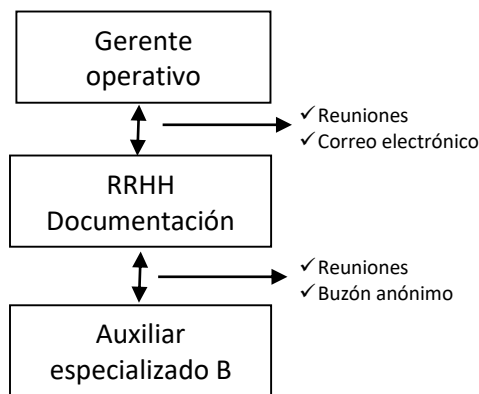 Gerente
operativo
✓ Reuniones
✓ Correo electrónico
RRHH
Documentación
✓ Reuniones
✓ Buzón anónimo
Auxiliar
especializado B